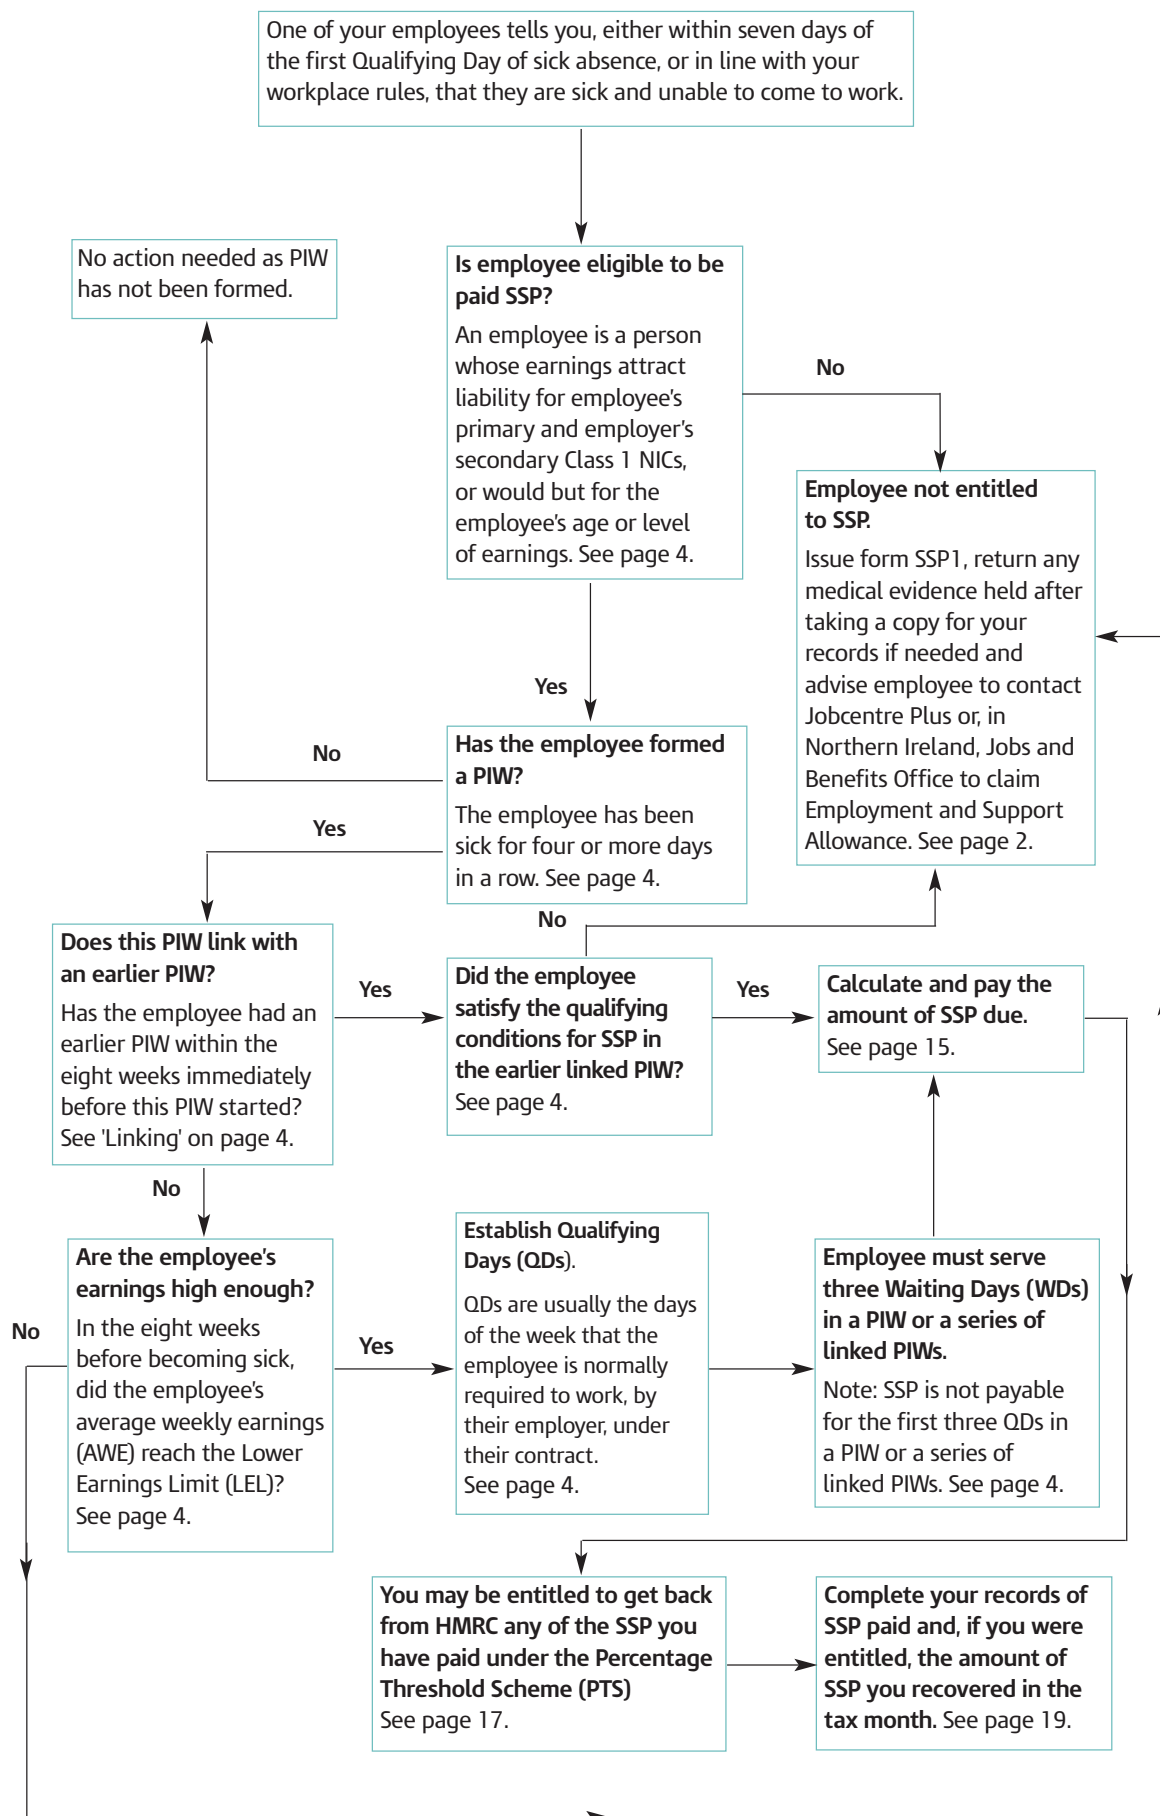 One of your employees tells you, either within seven days of
the first Qualifying Day of sick absence, or in line with your
workplace rules, that they are sick and unable to come to work.
No action needed as PIW
has not been formed.
Is employee eligible to be
paid SSP?
An employee is a person
whose earnings attract
liability for employee's
primary and employer's
secondary Class 1 NICs,
or would but for the
employee's age or level
of earnings. See page 4.
No
Employee not entitled
to SSP.
Issue form SSP1, return any
medical evidence held after
taking a copy for your
records if needed and
advise employee to contact
Jobcentre Plus or, in
Northern Ireland, Jobs and
Benefits Office to claim
Employment and Support
Allowance. See page 2.
Yes
No
Yes
Has the employee formed
a PIW?
The employee has been
sick for four or more days
in a row. See page 4.
No
Does this PIW link with
an earlier PIW?
Has the employee had an
earlier PIW within the
eight weeks immediately
before this PIW started?
See 'Linking' on page 4.
Yes
Did the employee
satisfy the qualifying
conditions for SSP in
the earlier linked PIW?
See page 4.
Yes
Calculate and pay the
amount of SSP due.
See page 15.
No
Are the employee's
earnings high enough?
In the eight weeks
before becoming sick,
did the employee's
average weekly earnings
(AWE) reach the Lower
Earnings Limit (LEL)?
See page 4.
No
Yes
Establish Qualifying
Days (QDs).
QDs are usually the days
of the week that the
employee is normally
required to work, by
their employer, under
their contract.
See page 4.
Employee must serve
three Waiting Days (WDs)
in a PIW or a series of
linked PIWs.
Note: SSP is not payable
for the first three QDs in
a PIW or a series of
linked PIWs. See page 4.
You may be entitled to get back
from HMRC any of the SSP you
have paid under the Percentage
Threshold Scheme (PTS)
See page 17.
Complete your records of
SSP paid and, if you were
entitled, the amount of
SSP you recovered in the
tax month. See page 19.